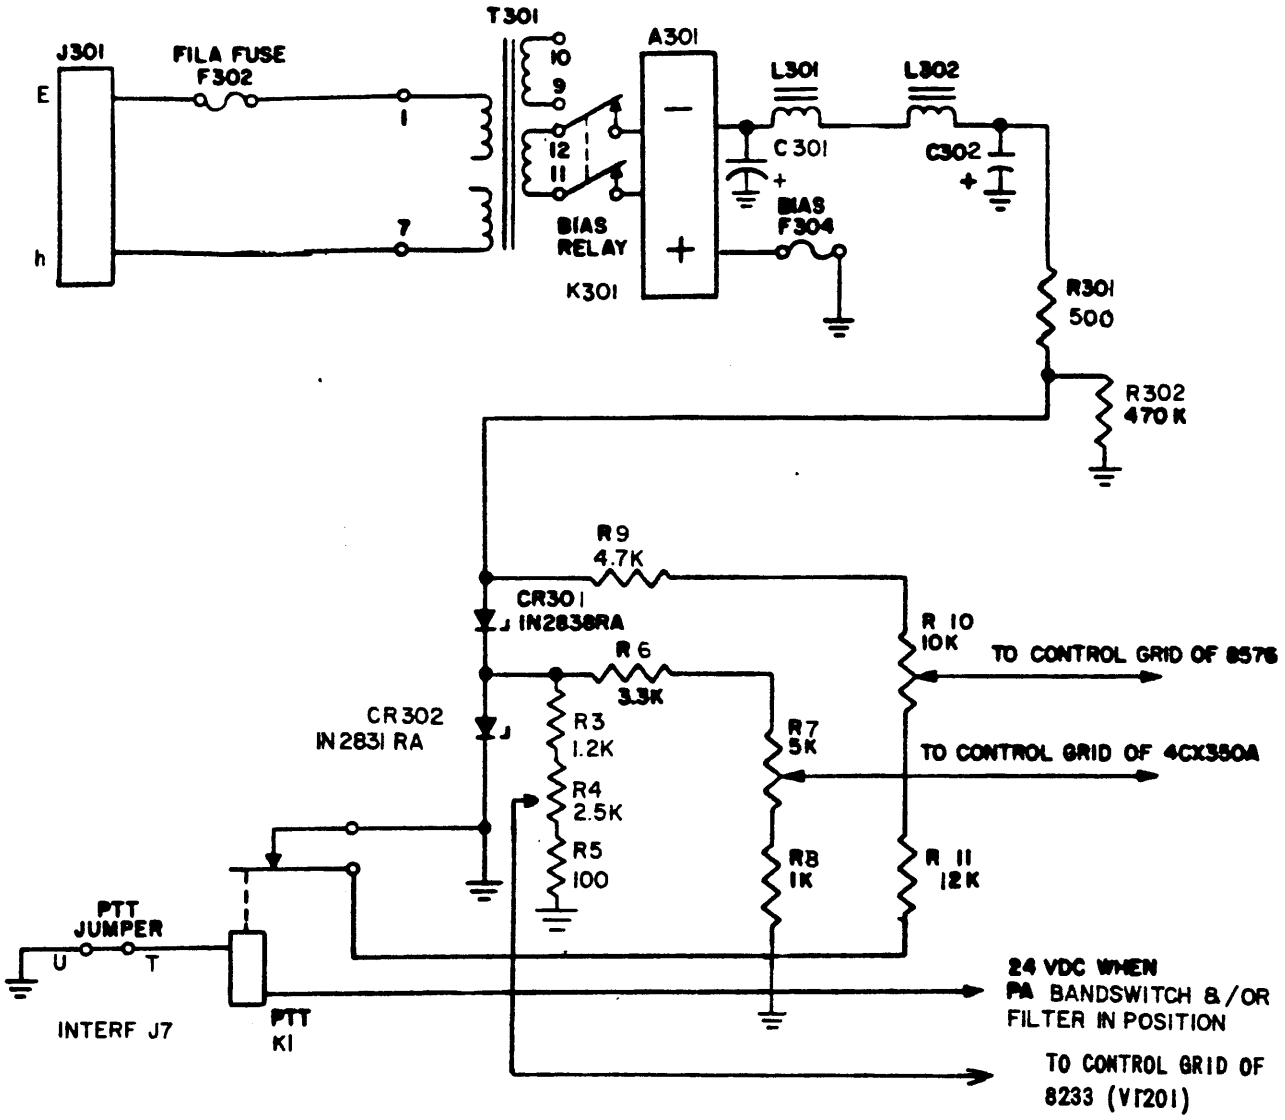 T301
J301
FILA FUSE
F302
A301
L301
L302
E
1
10
9
12
11
C301
+
C302
+
BIAS
F304
7
BIAS
RELAY
h
K301
−
+
R301
500
R302
470K
R9
4.7K
CR301
IN2838RA
R 10
10K
TO CONTROL GRID OF 8576
R6
3.3K
CR302
IN2831 RA
R3
1.2K
R7
5K
TO CONTROL GRID OF 4CX350A
R4
2.5K
R5
100
R8
1K
R 11
12K
PTT
JUMPER
U
T
24 VDC WHEN
PA BANDSWITCH & /OR
FILTER IN POSITION
INTERF J7
PTT
K1
TO CONTROL GRID OF
8233 (V1201)